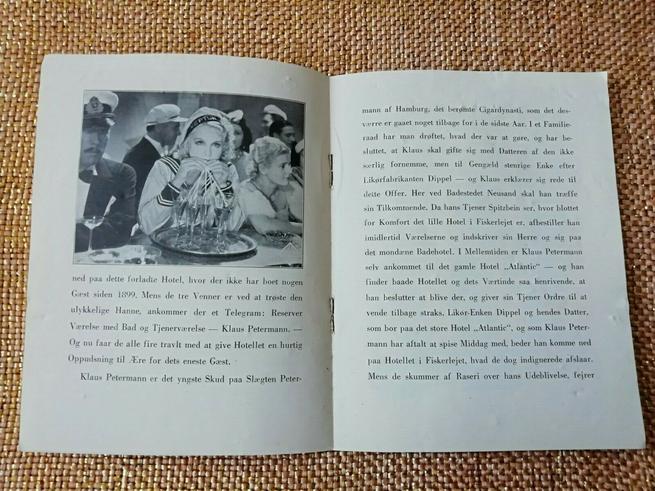 ned paa dette forladte Hotel, hvor der ikke har boet nogen
Gæst siden 1899. Mens de tre Venner er ved at trøste den
ulykkelige Hanne, ankommer der et Telegram: Reserver
Værelse med Bad og Tjenerværelse — Klaus Petermann. —
Og nu faar de alle fire travlt med at give Hotellet en hurtig
Oppudsning til Ære for dets eneste Gæst.
Klaus Petermann er det yngste Skud paa Slægten Peter-
mann af Hamburg, det berømte Cigardynasti, som det des-
værre er gaaet noget tilbage for i de sidste Aar. I et Familie-
raad har man drøftet, hvad der var at gøre, og har be-
sluttet, at Klaus skal gifte sig med Datteren af den ikke
særlig fornemme, men til Gengæld stenrige Enke efter
Likørfabrikanten Dippel — og Klaus erklærer sig rede til
dette Offer. Her ved Badestedet Neusand skal han træffe
sin Tilkommende. Da hans Tjener Spitzbein ser, hvor blottet
for Komfort det lille Hotel i Fiskerlejet er, afbestiller han
imidlertid Værelserne og indskriver sin Herre og sig paa
det mondæne Badehotel. I Mellemtiden er Klaus Petermann
selv ankommet til det gamle Hotel „Atlantic“ — og han
finder baade Hotellet og dets Værtinde saa henrivende, at
han beslutter at blive der, og giver sin Tjener Ordre til at
vende tilbage straks. Likør-Enken Dippel og hendes Datter,
som bor paa det store Hotel „Atlantic“, og som Klaus Peter-
mann har aftalt at spise Middag med, beder han komme ned
paa Hotellet i Fiskerlejet, hvad de dog indignerede afslaar.
Mens de skummer af Raseri over hans Udeblivelse, fejrer